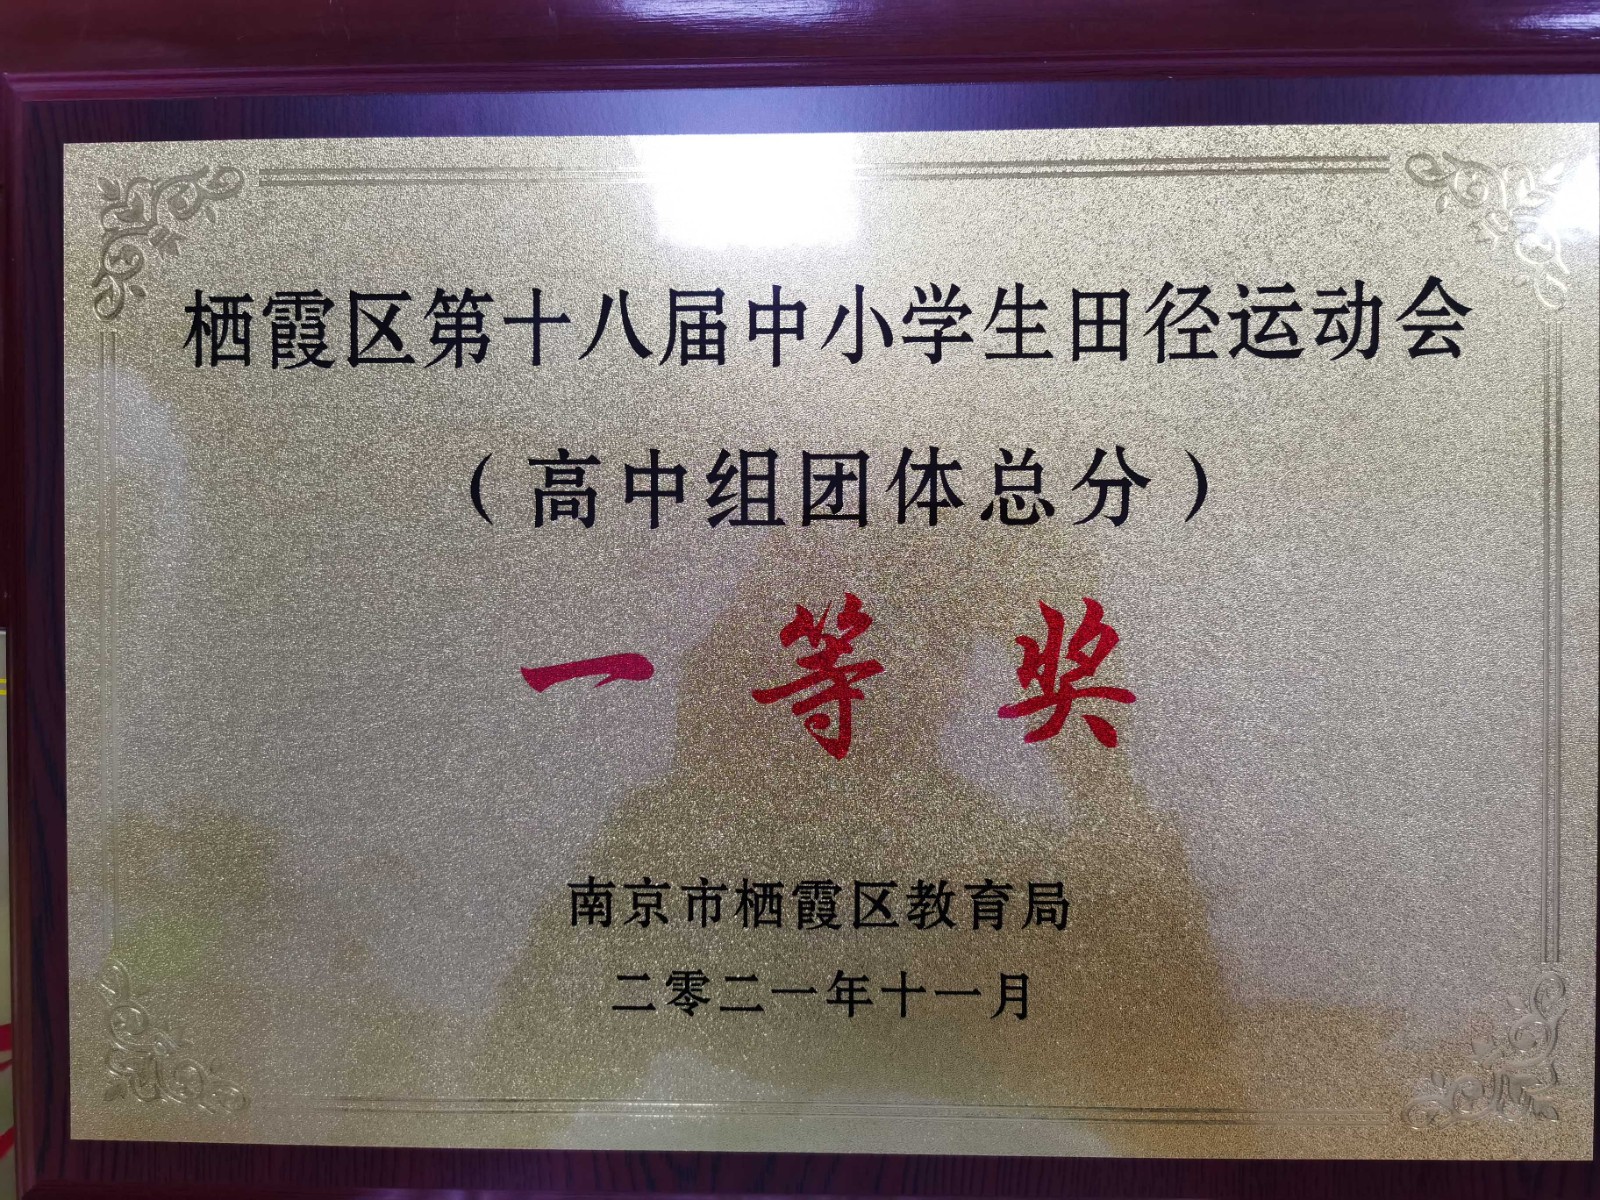 栖霞区第十八届中小学生田径运动会
（高中组团体总分）
一等奖
南京市栖霞区教育局
二零二一年十一月